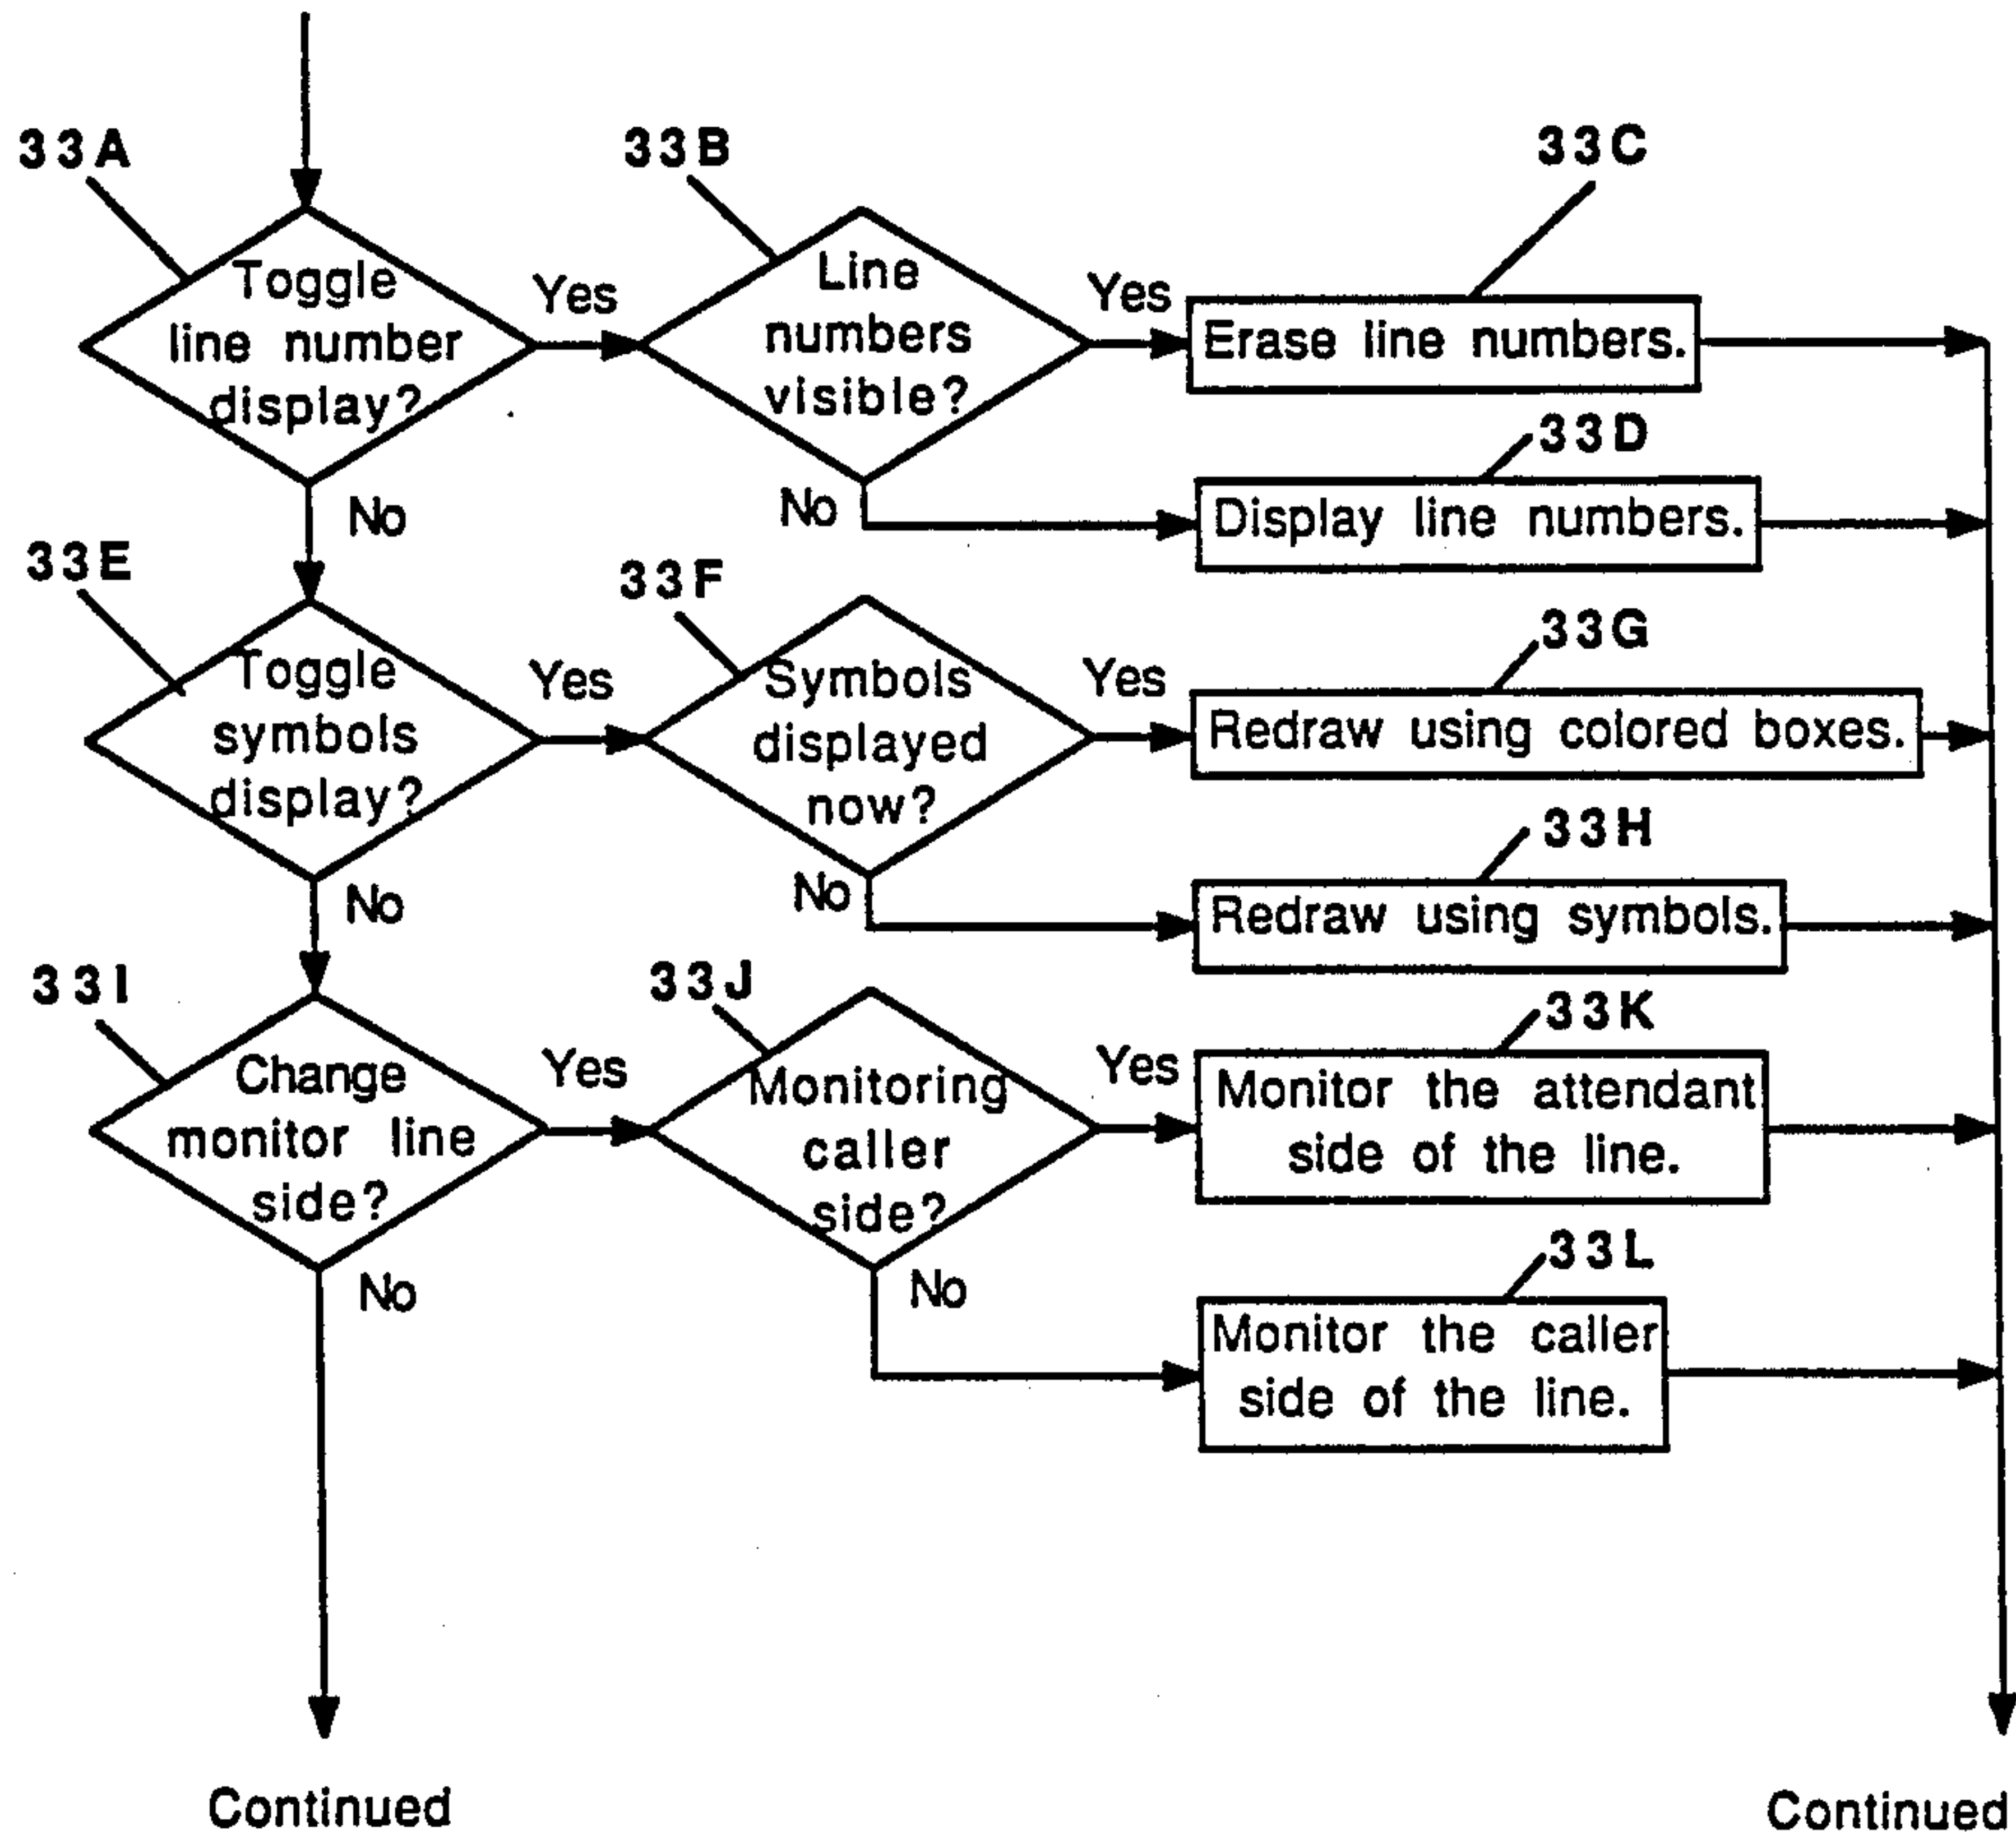 33A
33B
33C
Toggle
line number
display?
Yes
Line
numbers
visible?
Yes
Erase line numbers.
33D
No
No
Display line numbers.
33E
33F
33G
Toggle
symbols
display?
Yes
Symbols
displayed
now?
Yes
Redraw using colored boxes.
33H
No
No
Redraw using symbols.
33I
33J
33K
Change
monitor line
side?
Yes
Monitoring
caller
side?
Yes
Monitor the attendant
side of the line.
33L
No
No
Monitor the caller
side of the line.
Continued
Continued